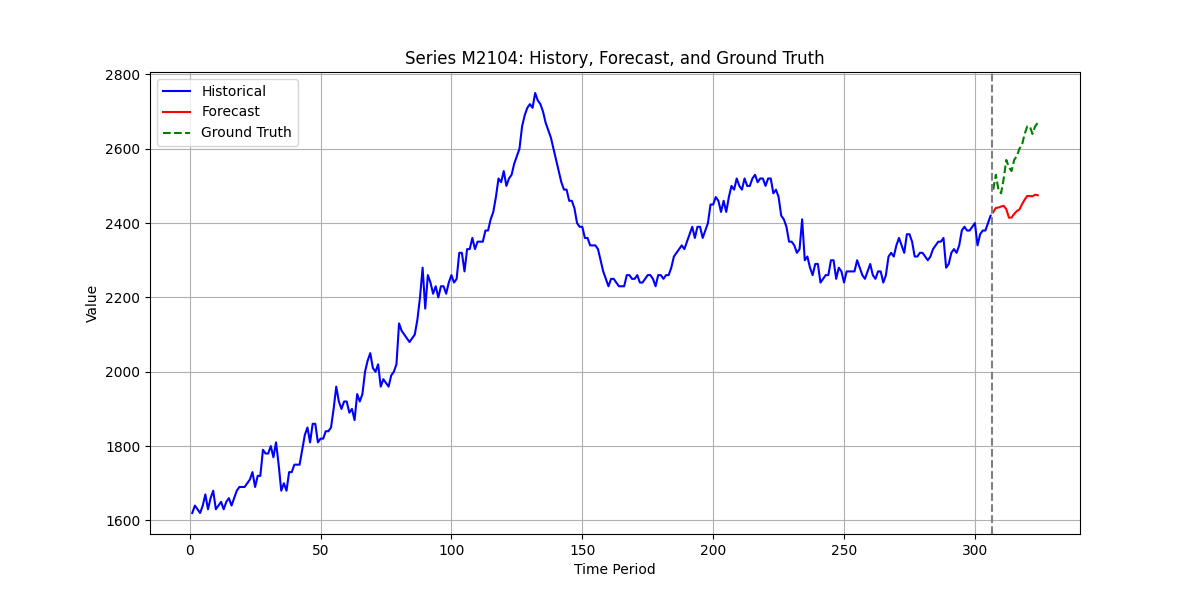 Series M2104: History, Forecast, and Ground Truth
Historical
Forecast
Ground Truth
Value
2800
2600
2400
2200
2000
1800
1600
0 50 100 150 200 250 300
Time Period